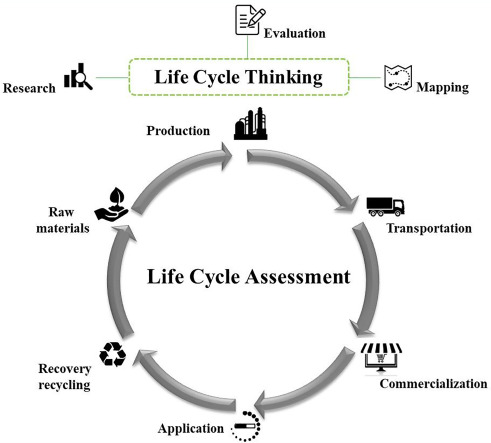 Evaluation
Research
Life Cycle Thinking
Mapping
Production
Raw
materials
Transportation
Life Cycle Assessment
Recovery
recycling
Commercialization
Application